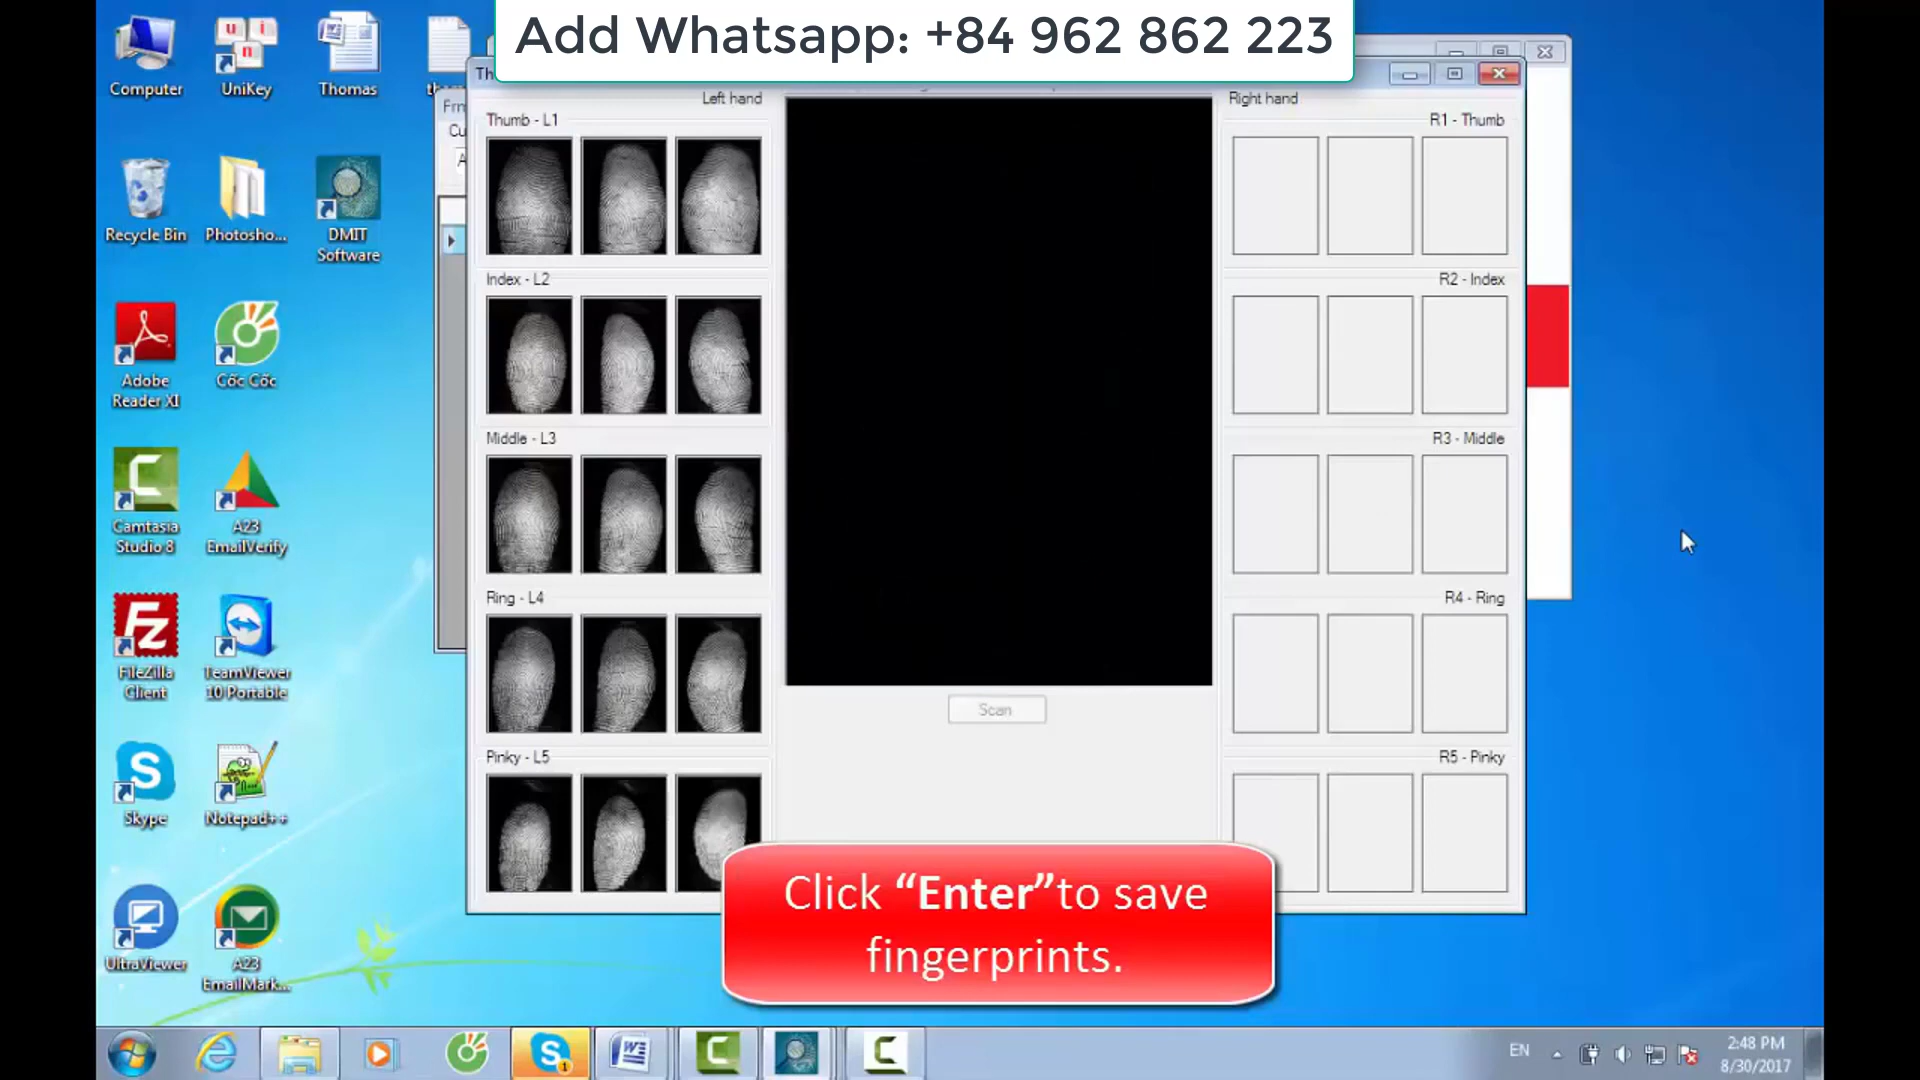 Add Whatsapp: +84 962 862 223
Computer
UniKey
Thomas
Recycle Bin
Photosho...
DMIT
Software
Adobe
Reader XI
Cốc Cốc
Camtasia
Studio 8
A23
EmailVerify
FileZilla
Client
TeamViewer
10 Portable
Skype
Notepad++
UltraViewer
A23
EmailMark...
Left hand
Thumb - L1
Index - L2
Middle - L3
Ring - L4
Pinky - L5
Scan
Right hand
R1 - Thumb
R2 - Index
R3 - Middle
R4 - Ring
R5 - Pinky
Click “Enter”to save
fingerprints.
EN
2:48 PM
8/30/2017